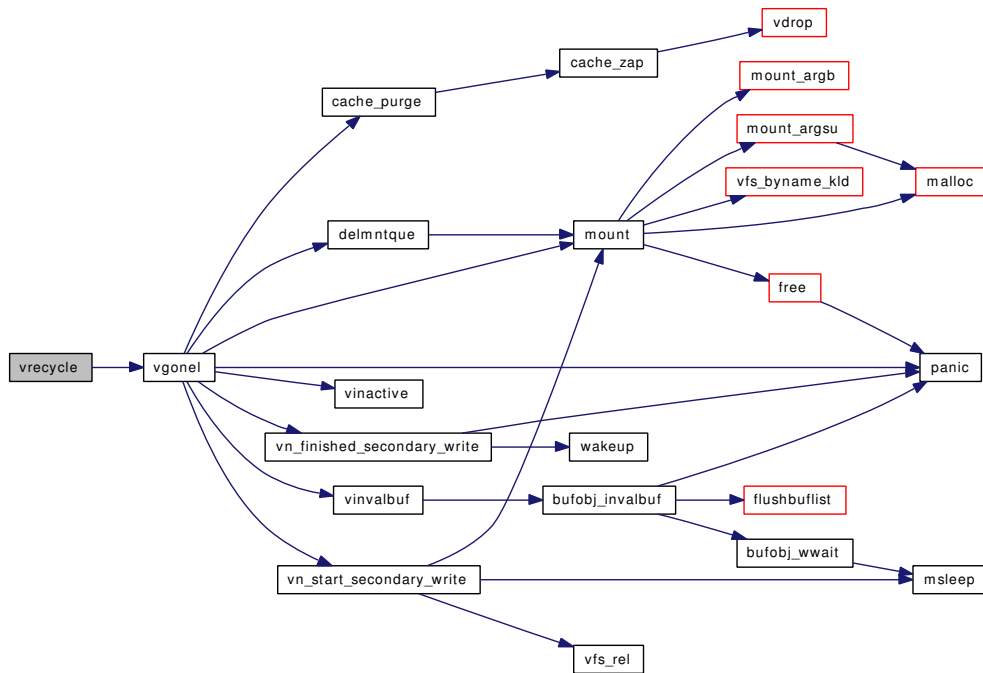 vdrop
cache_zap
mount_argb
cache_purge
mount_argsu
vfs_byname_kld
malloc
delmntque
mount
free
vrecycle
vgonel
panic
vinactive
vn_finished_secondary_write
wakeup
vinvalbuf
bufobj_invalbuf
flushbuflist
bufobj_wwait
vn_start_secondary_write
msleep
vfs_rel